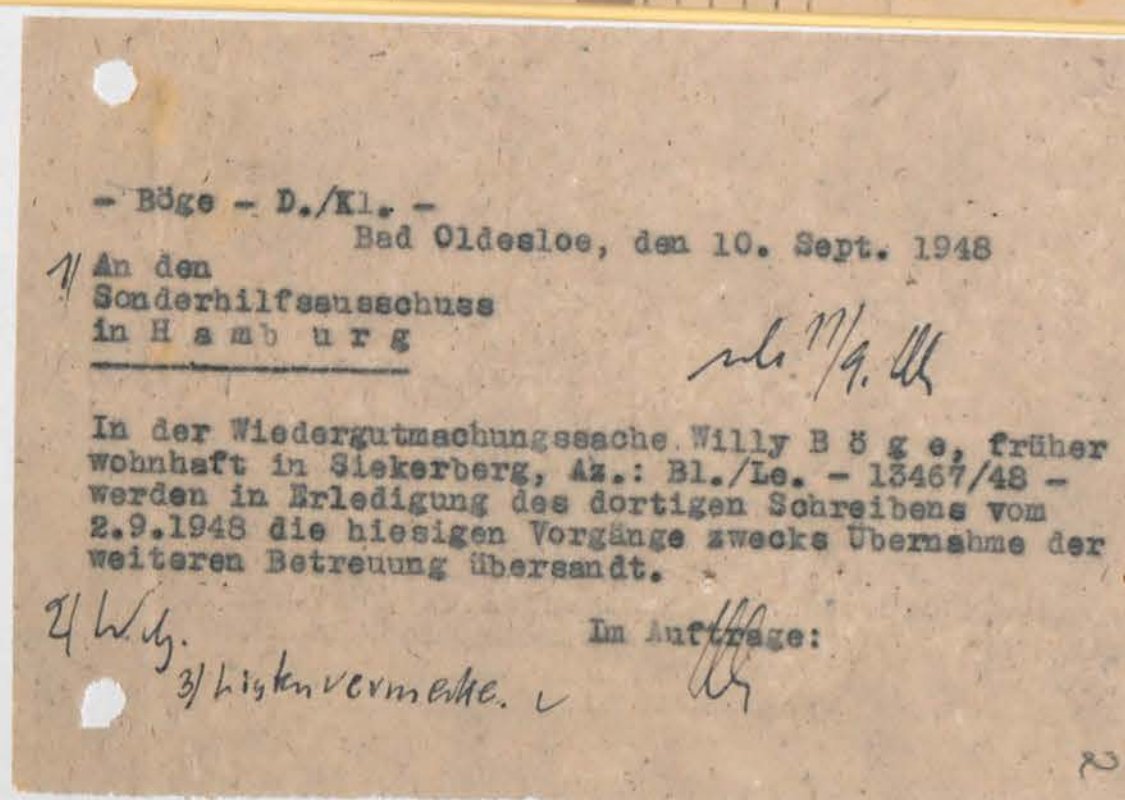 - Böge - D./Kl. -
Bad Oldesloe, den 10. Sept. 1948
1) An den
Sonderhilfsausschuss
in H a m b u r g
11/9.
In der Wiedergutmachungssache Willy B ö g e, früher
wohnhaft in Siekerberg, Az.: Bl./Le. - 13467/48 -
werden in Erledigung des dortigen Schreibens vom
2.9.1948 die hiesigen Vorgänge zwecks Übernahme der
weiteren Betreuung übersandt.
Im Auftrage:
2)
3) Listenvermerke.